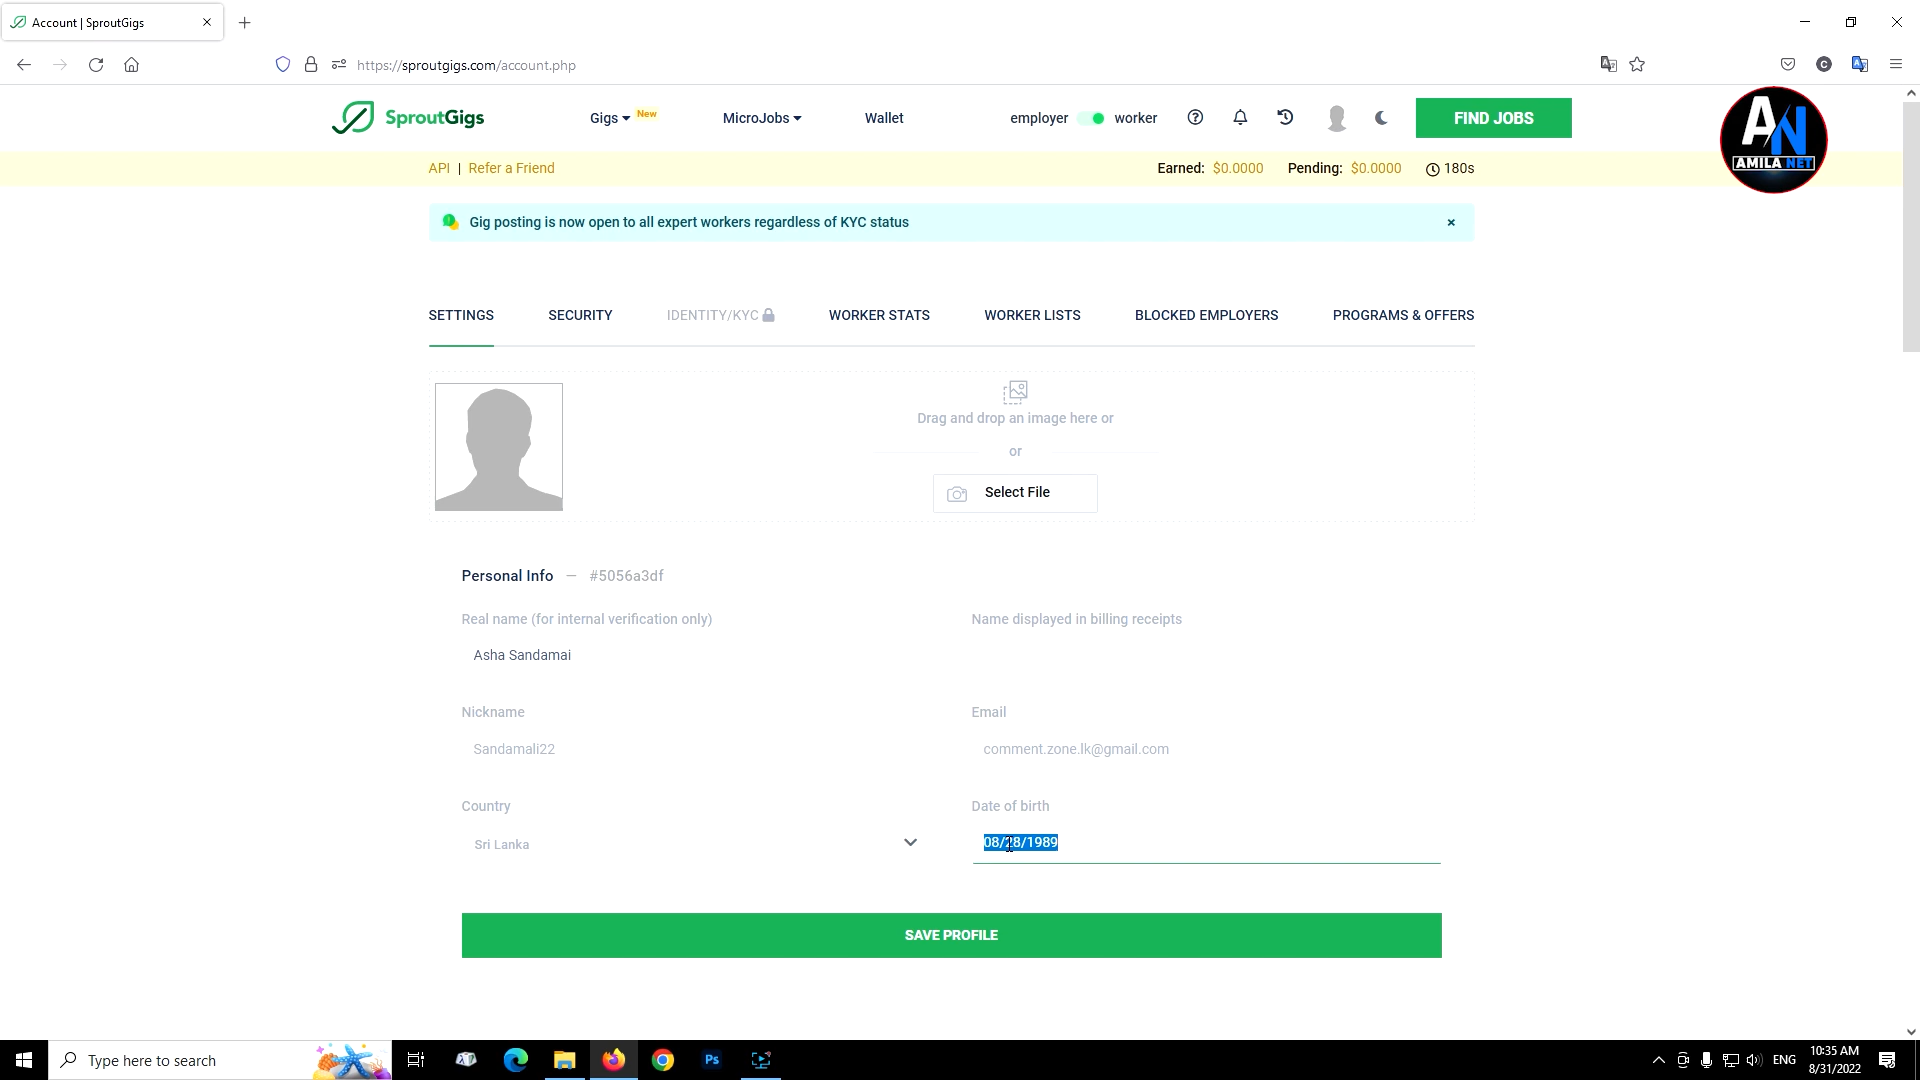 Account | SproutGigs
https://sproutgigs.com/account.php
SproutGigs
Gigs New
MicroJobs
Wallet
employer worker
FIND JOBS
AN
AMILA NET
API | Refer a Friend
Earned: $0.0000 Pending: $0.0000 180s
Gig posting is now open to all expert workers regardless of KYC status
SETTINGS SECURITY IDENTITY/KYC WORKER STATS WORKER LISTS BLOCKED EMPLOYERS PROGRAMS & OFFERS
Drag and drop an image here or
or
Select File
Personal Info — #5056a3df
Real name (for internal verification only)
Name displayed in billing receipts
Asha Sandamai
Nickname
Email
Sandamali22
comment.zone.lk@gmail.com
Country
Date of birth
Sri Lanka
08/28/1989
SAVE PROFILE
Type here to search
Ps
ENG
10:35 AM
8/31/2022